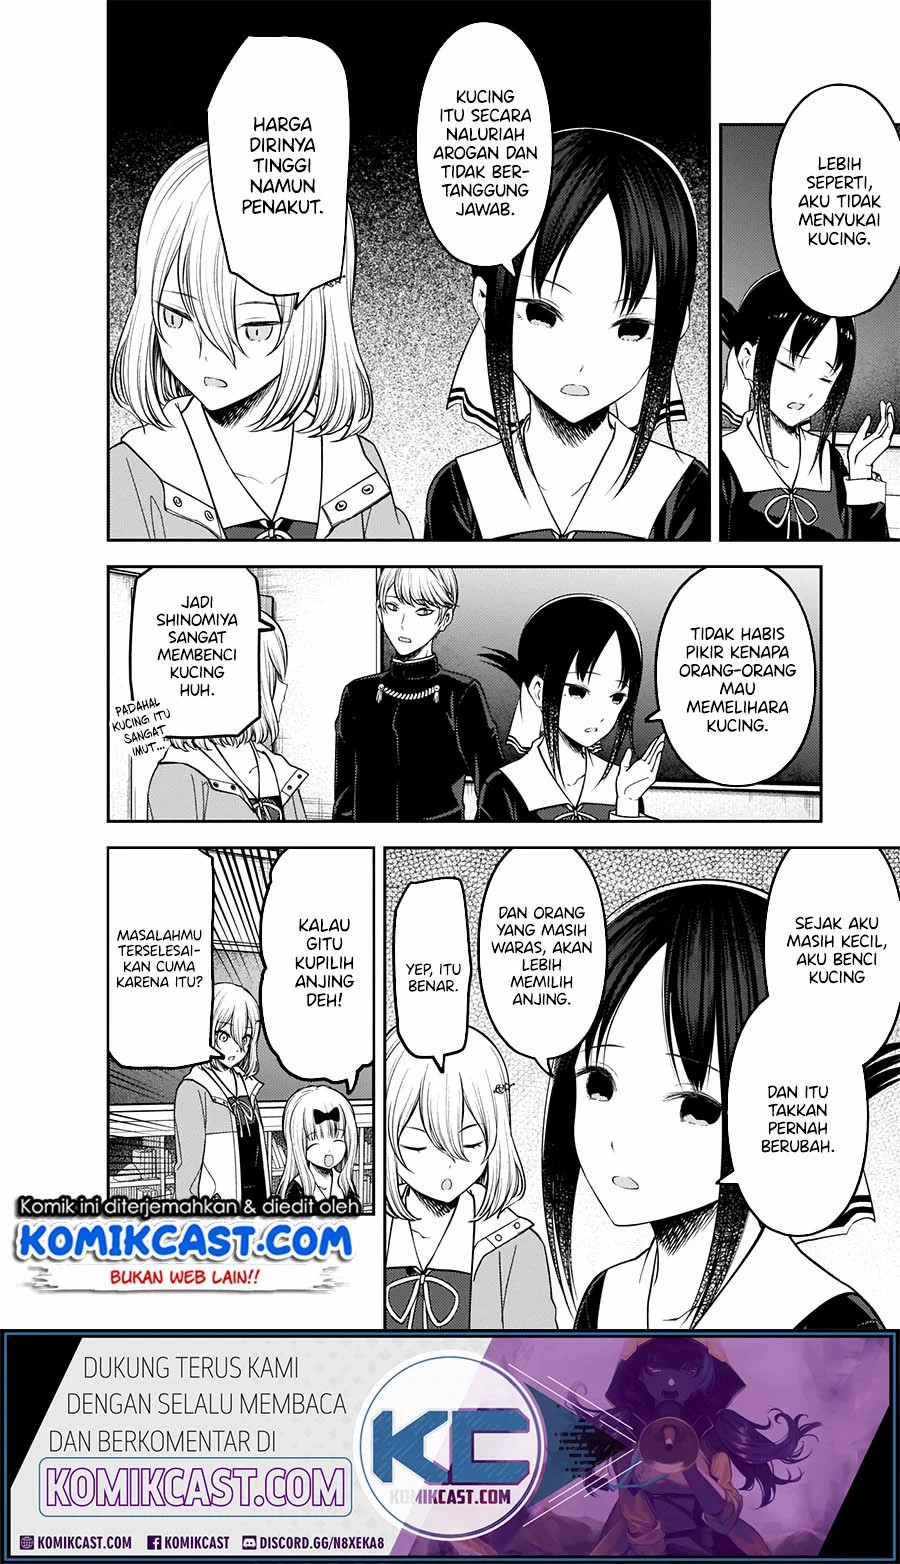 LEBIH
SEPERTI,
AKU TIDAK
MENYUKAI
KUCING.
KUCING
ITU SECARA
NALURIAH
AROGAN DAN
TIDAK BER-
TANGGUNG
JAWAB.
HARGA
DIRINYA
TINGGI
NAMUN
PENAKUT.
TIDAK HABIS
PIKIR KENAPA
ORANG-ORANG
MAU
MEMELIHARA
KUCING.
JADI
SHINOMIYA
SANGAT
MEMBENCI
KUCING
HUH.
PADAHAL
KUCING ITU
SANGAT
IMUT...
SEJAK AKU
MASIH KECIL,
AKU BENCI
KUCING
DAN ITU
TAKKAN
PERNAH
BERUBAH.
DAN ORANG
YANG MASIH
WARAS, AKAN
LEBIH
MEMILIH
ANJING.
YEP, ITU
BENAR.
KALAU
GITU
KUPILIH
ANJING
DEH!
MASALAHMU
TERSELESAI-
KAN CUMA
KARENA ITU?
Komik ini diterjemahkan & diedit oleh
KOMIKCAST.COM
BUKAN WEB LAIN!!
DUKUNG TERUS KAMI
DENGAN SELALU MEMBACA
DAN BERKOMENTAR DI
KOMIKCAST.COM
KC
KOMIKCAST.COM
KOMIKCAST.COM
KOMIKCAST
DISCORD.GG/N8XEKA8